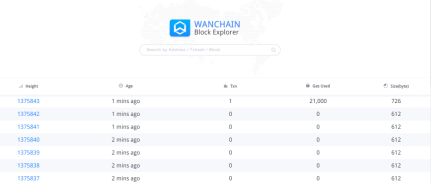 WANCHAIN
Block Explorer
Search by Address / Txhash / Block
Height Age Txn Gas Used Size(byte)
1375843 1 mins ago 1 21,000 726
1375842 1 mins ago 0 0 612
1375841 1 mins ago 0 0 612
1375840 2 mins ago 0 0 612
1375839 2 mins ago 0 0 612
1375838 2 mins ago 0 0 612
1375837 2 mins ago 0 0 612